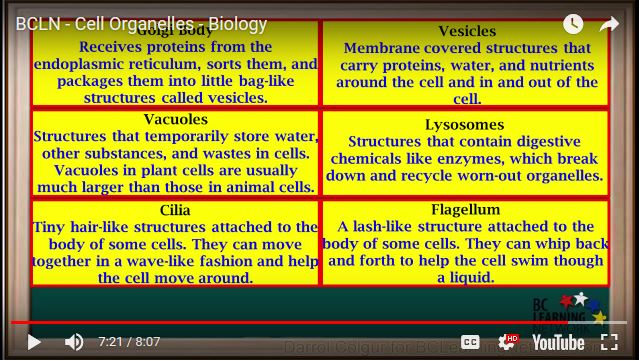 BCLN - Cell Organelles - Biology
Golgi Body
Receives proteins from the
endoplasmic reticulum, sorts them, and
packages them into little bag-like
structures called vesicles.
Vesicles
Membrane covered structures that
carry proteins, water, and nutrients
around the cell and in and out of the
cell.
Vacuoles
Structures that temporarily store water,
other substances, and wastes in cells.
Vacuoles in plant cells are usually
much larger than those in animal cells.
Lysosomes
Structures that contain digestive
chemicals like enzymes, which break
down and recycle worn-out organelles.
Cilia
Tiny hair-like structures attached to the
body of some cells. They can move
together in a wave-like fashion and help
the cell move around.
Flagellum
A lash-like structure attached to the
body of some cells. They can whip back
and forth to help the cell swim though
a liquid.
BC
LEARNING
NETWORK
7:21 / 8:07
CC
HD
YouTube
Darrol Colgur for BCLearning